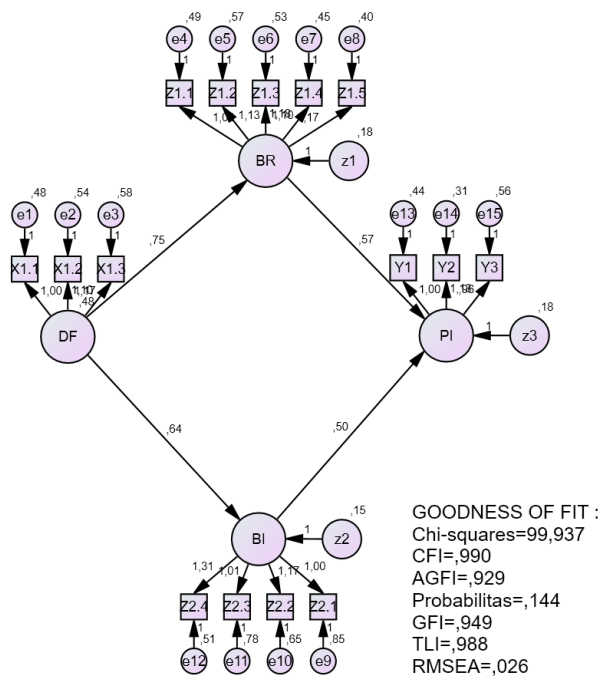 ,49 ,57 ,53 ,45 ,40
e4 e5 e6 e7 e8
1 1 1 1 1
Z1.1 Z1.2 Z1.3 Z1.4 Z1.5
1,13
,18
BR 1 z1
,48 ,54 ,58
e1 e2 e3
1 1 1
X1.1 X1.2 X1.3
1,00
,48
DF
,75
,57
,44 ,31 ,56
e13 e14 e15
1 1 1
Y1 Y2 Y3
1,00
,18
PI 1 z3
,64
,50
,15
BI 1 z2
1,31 1,01 1,17 1,00
Z2.4 Z2.3 Z2.2 Z2.1
1 1 1 1
,51 ,78 ,65 ,85
e12 e11 e10 e9
GOODNESS OF FIT :
Chi-squares=99,937
CFI=,990
AGFI=,929
Probabilitas=,144
GFI=,949
TLI=,988
RMSEA=,026